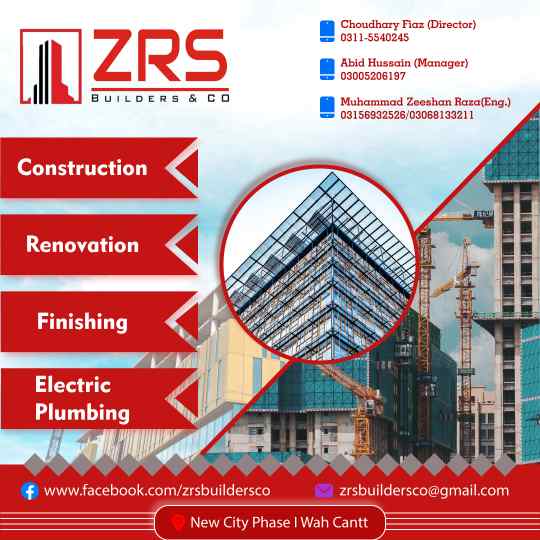 ZRS
BUILDERS & CO
Choudhary Fiaz (Director)
0311-5540245
Abid Hussain (Manager)
03005206197
Muhammad Zeeshan Raza(Eng.)
03156932526/03068133211
Construction
Renovation
Finishing
Electric
Plumbing
www.facebook.com/zrsbuildersco
zrsbuildersco@gmail.com
New City Phase I Wah Cantt